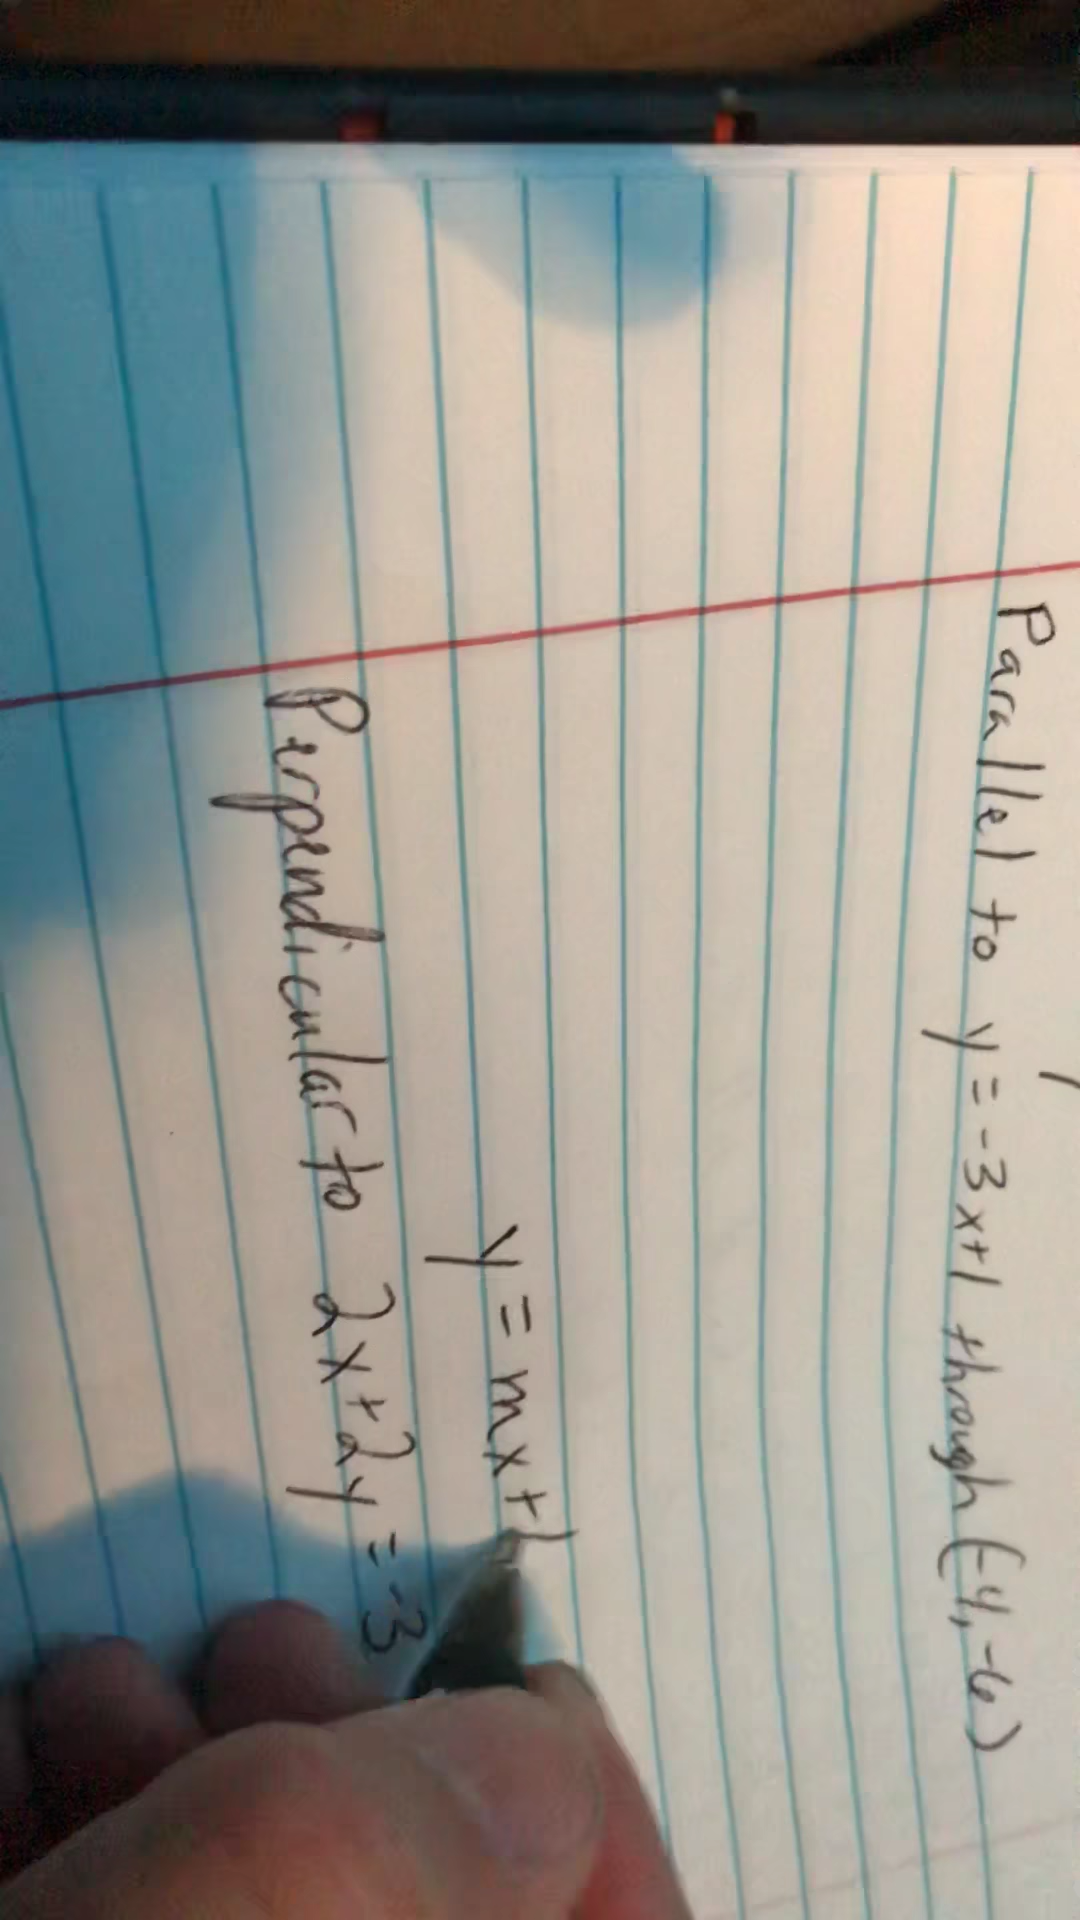 Parallel to y = -3x+1 through (-4, -6)
y = mx+
Perpendicular to 2x+2y = -3